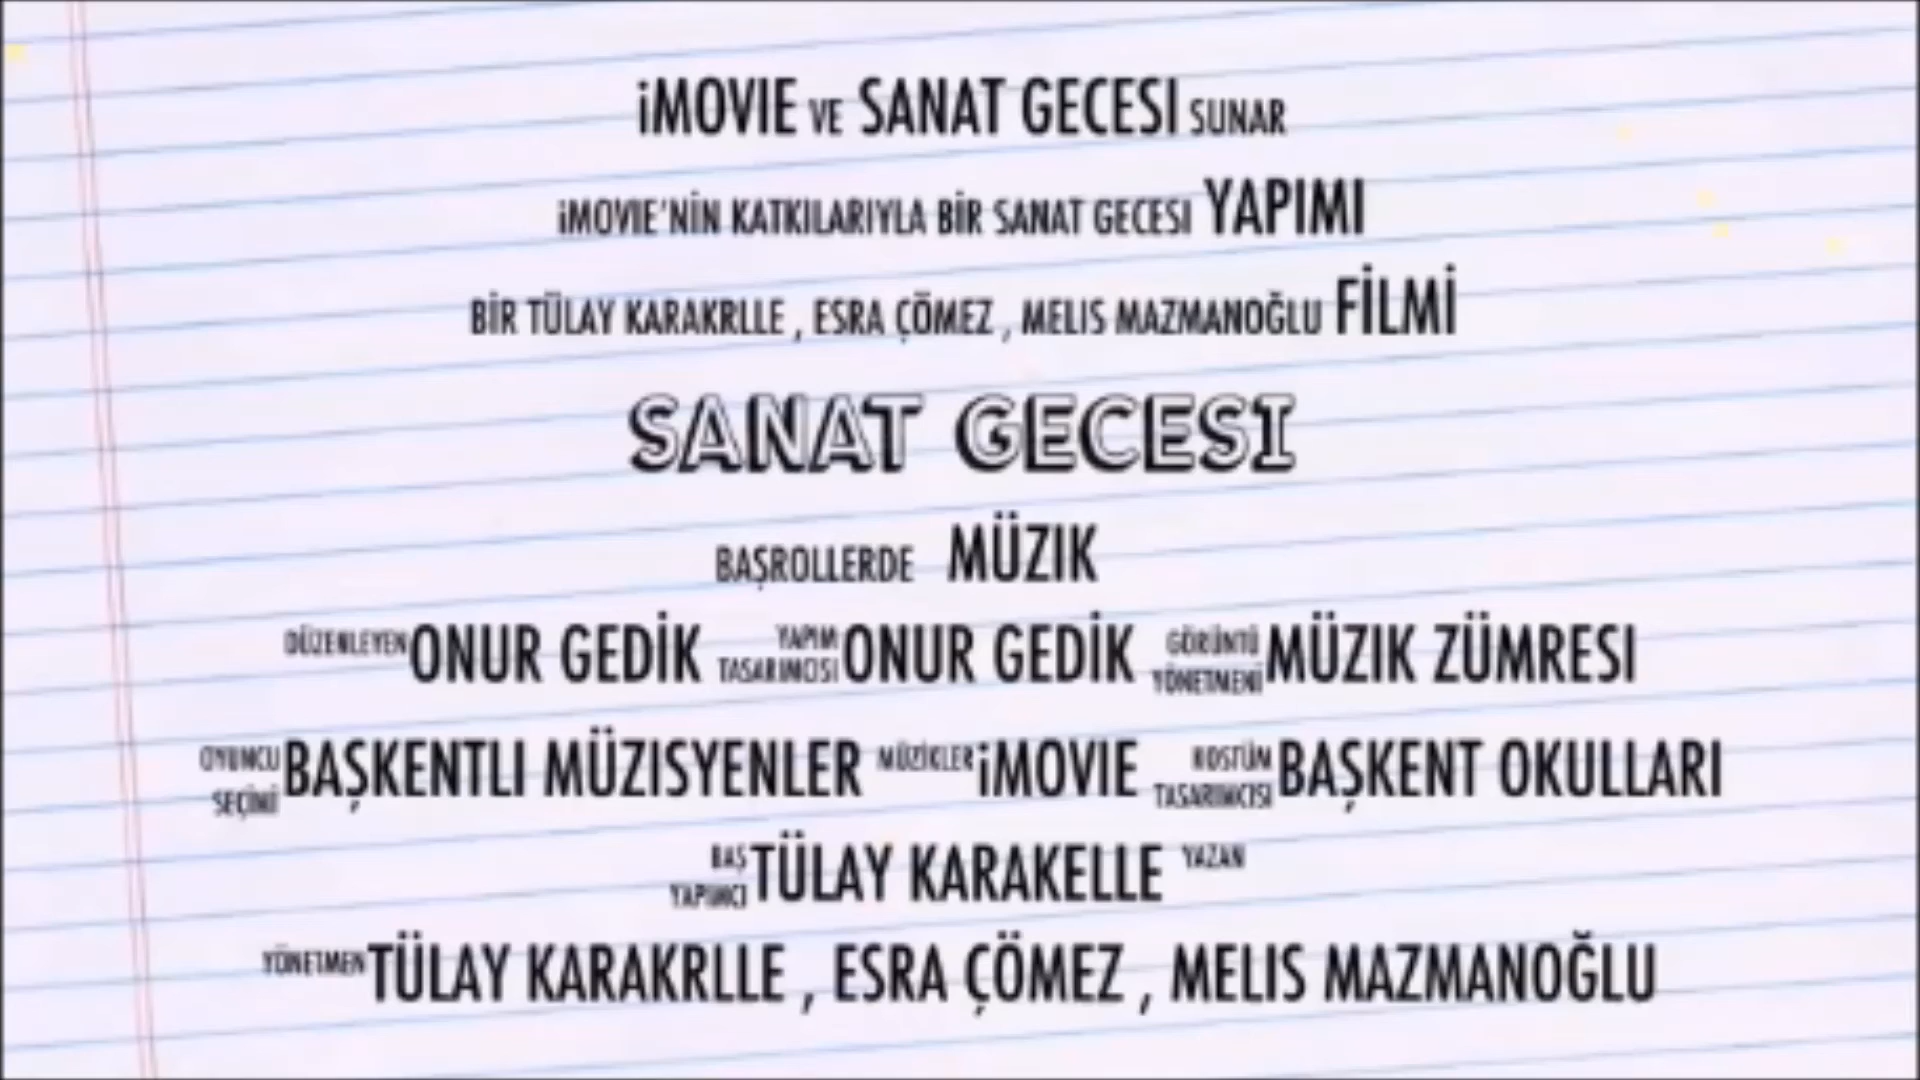 iMOVIE VE SANAT GECESI SUNAR
iMOVIE'NİN KATKILARIYLA BİR SANAT GECESI YAPIMI
BİR TÜLAY KARAKRLLE , ESRA ÇÖMEZ , MELIS MAZMANOĞLU FİLMİ
SANAT GECESI
BAŞROLLERDE MÜZIK
DÜZENLEYEN ONUR GEDİK YAPIM TASARIMCISI ONUR GEDİK GÖRÜNTÜ YÖNETMENİ MÜZIK ZÜMRESI
OYUNCU SEÇİMİ BAŞKENTLI MÜZISYENLER MÜZİKLER iMOVIE KOSTÜM TASARIMCISI BAŞKENT OKULLARI
BAŞ YAPIMCI TÜLAY KARAKELLE YAZAN
YÖNETMEN TÜLAY KARAKRLLE , ESRA ÇÖMEZ , MELIS MAZMANOĞLU